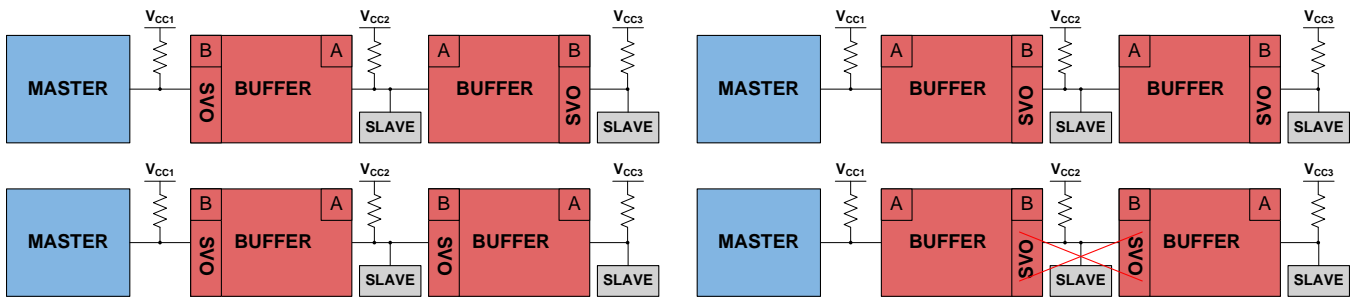 VCC1 VCC2 VCC3
B A A B
MASTER SVO BUFFER BUFFER SVO
SLAVE SLAVE
VCC1 VCC2 VCC3
A B A B
MASTER BUFFER SVO BUFFER SVO
SLAVE SLAVE
VCC1 VCC2 VCC3
B A B A
MASTER SVO BUFFER SVO BUFFER
SLAVE SLAVE
VCC1 VCC2 VCC3
A B B A
MASTER BUFFER SVO SVO BUFFER
SLAVE SLAVE